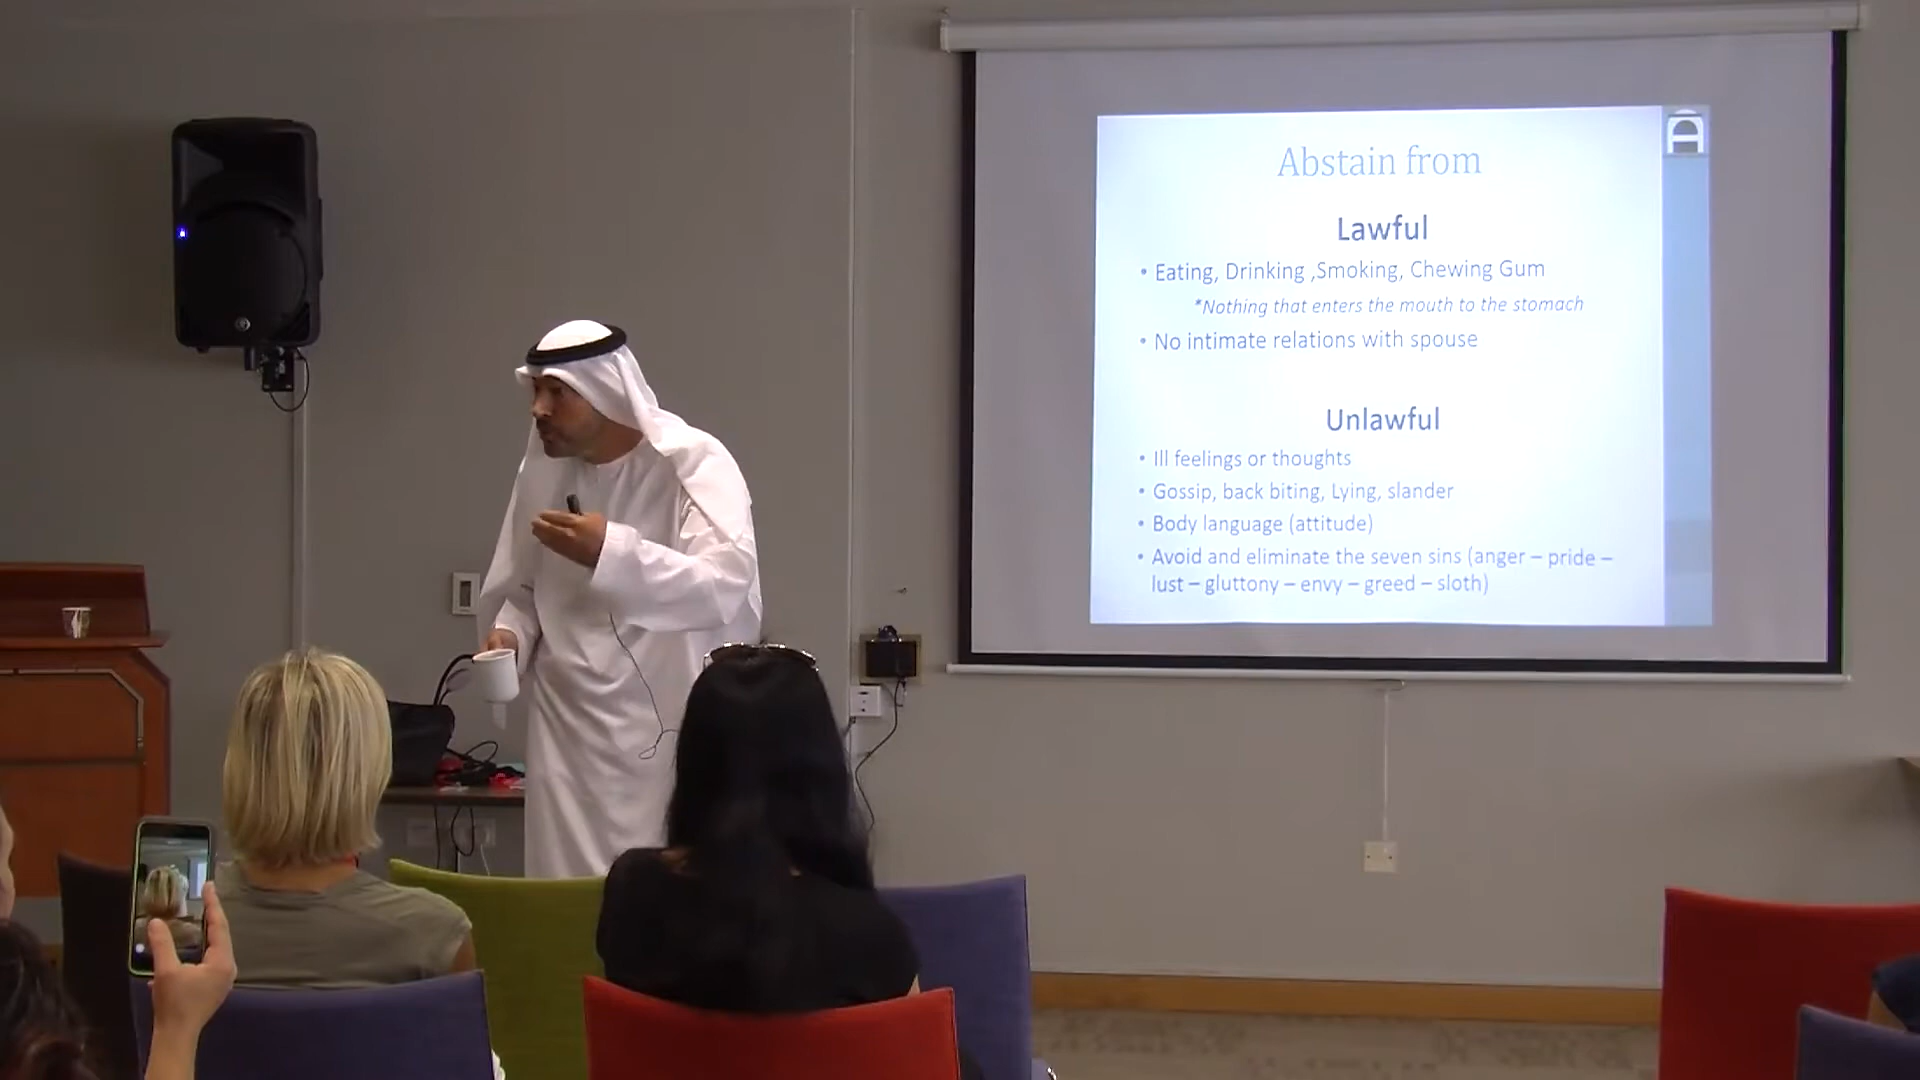 Abstain from
Lawful
• Eating, Drinking ,Smoking, Chewing Gum
*Nothing that enters the mouth to the stomach
• No intimate relations with spouse
Unlawful
• Ill feelings or thoughts
• Gossip, back biting, Lying, slander
• Body language (attitude)
• Avoid and eliminate the seven sins (anger – pride –
lust – gluttony – envy – greed – sloth)